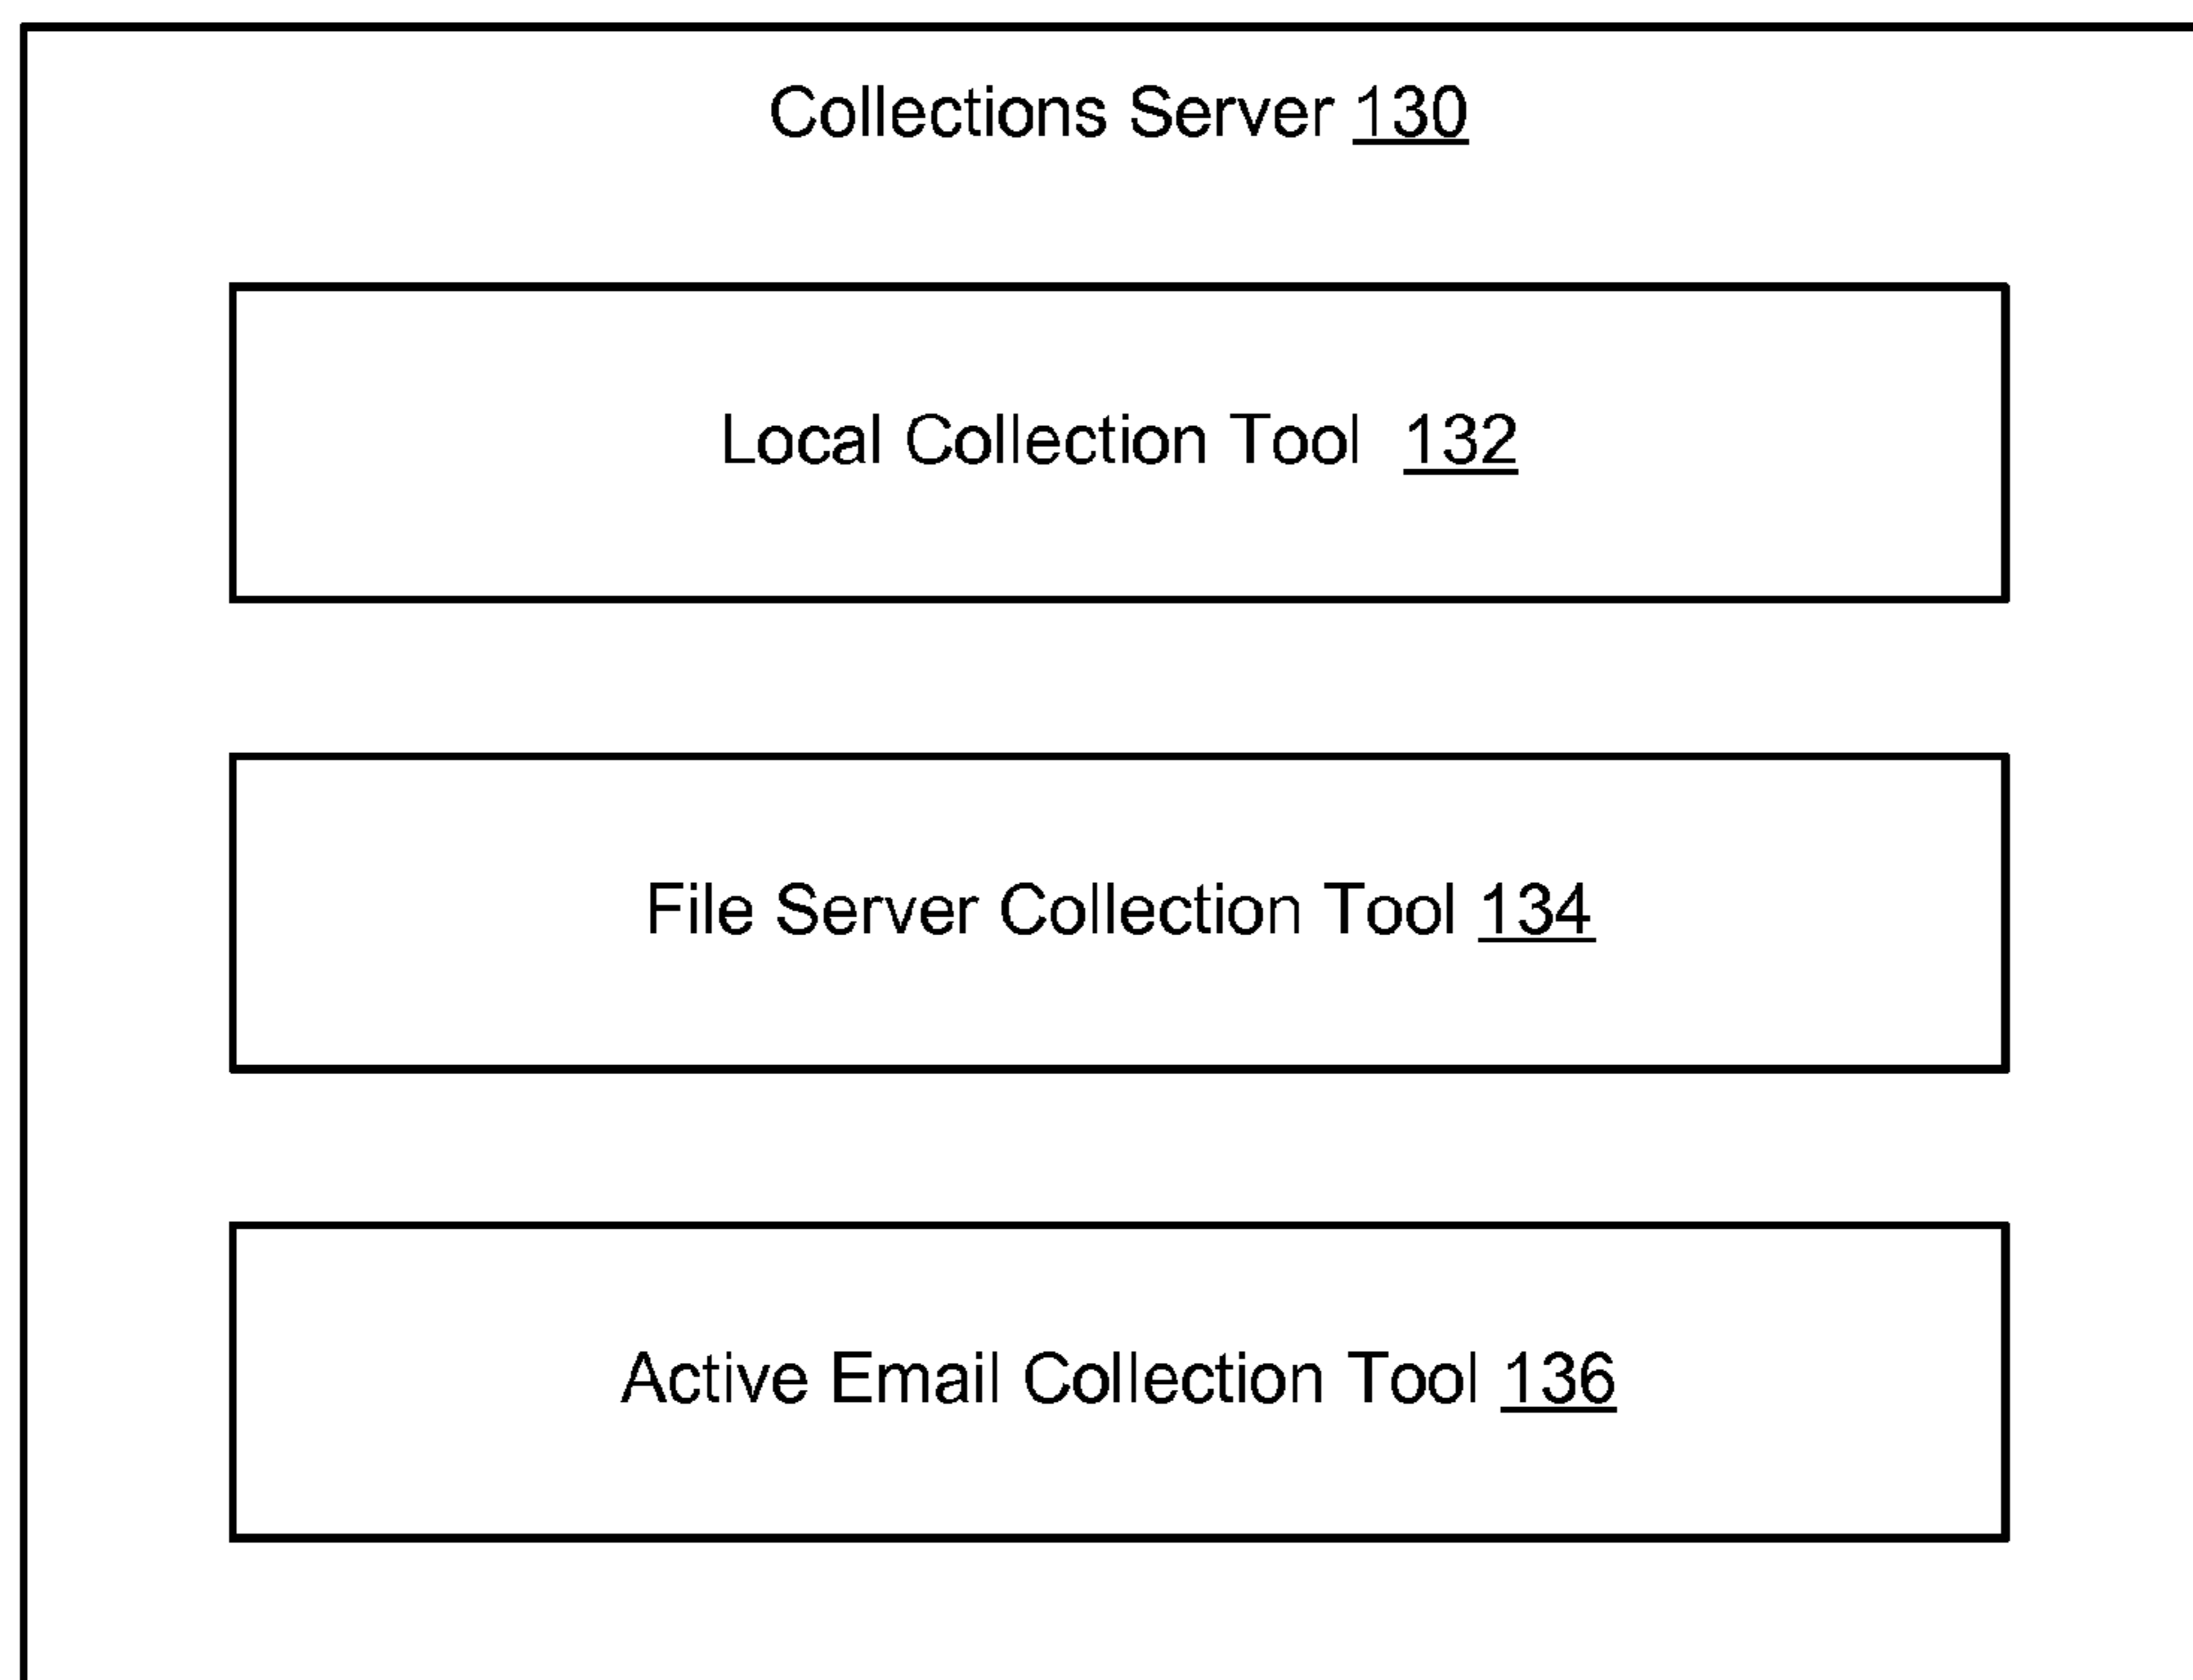 Collections Server 130
Local Collection Tool 132
File Server Collection Tool 134
Active Email Collection Tool 136